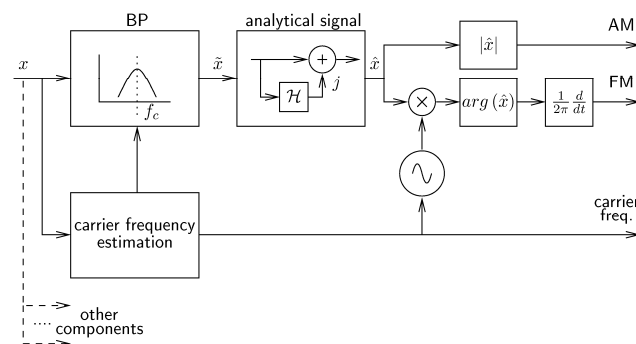 BP
analytical signal
AM
x
x̃
x̂
|x̂|
+
j
ℋ
FM
f_c
×
arg (x̂)
1/2π d/dt
carrier frequency
estimation
carrier
freq.
other
....
components